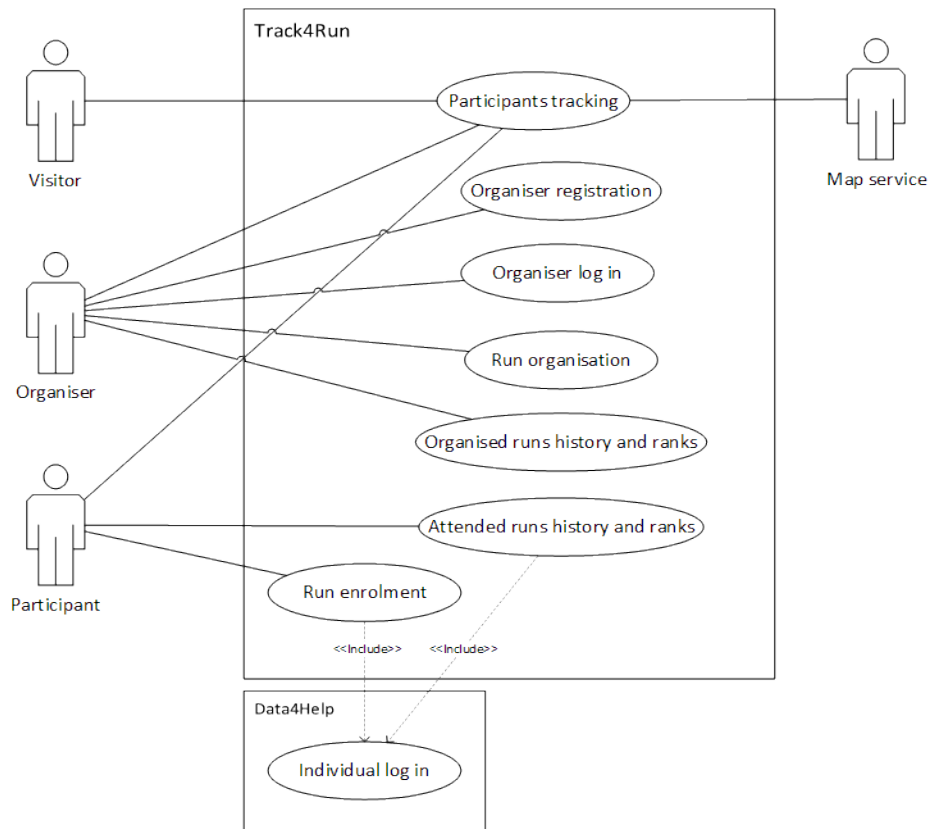 Track4Run
Participants tracking
Visitor
Map service
Organiser registration
Organiser log in
Organiser
Run organisation
Organised runs history and ranks
Attended runs history and ranks
Participant
Run enrolment
<<Include>>
<<Include>>
Data4Help
Individual log in